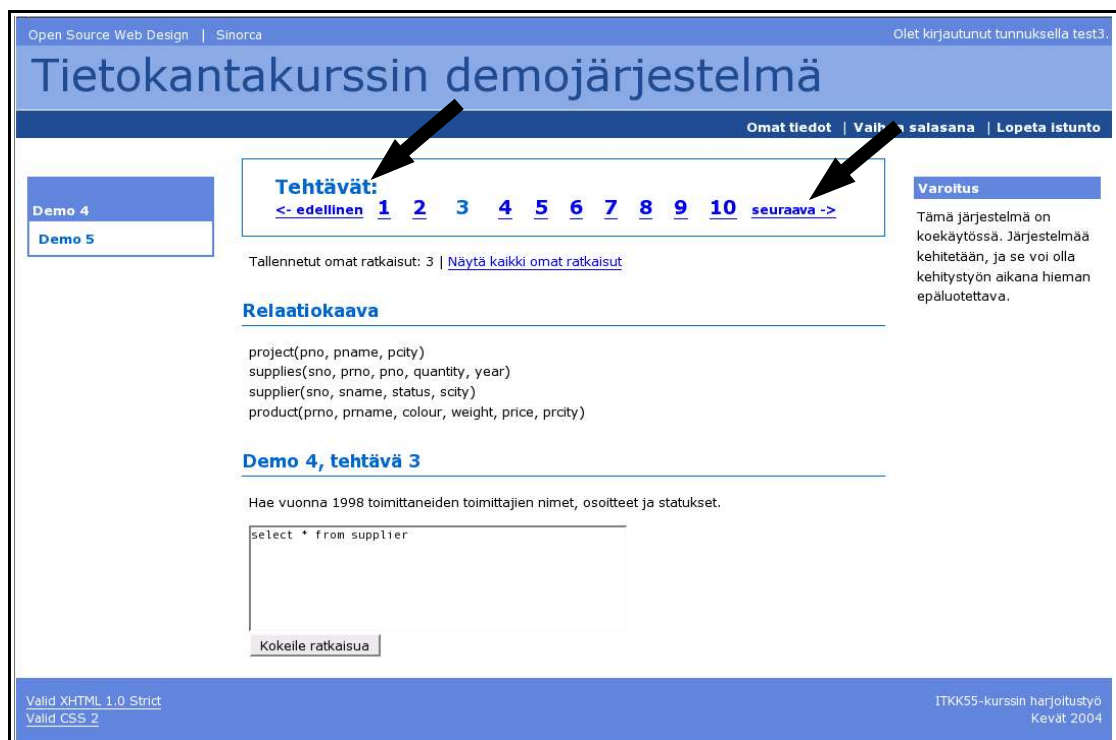 Open Source Web Design | Sinorca
Olet kirjautunut tunnuksella test3.
Tietokantakurssin demojärjestelmä
Omat tiedot | Vaih salasana | Lopeta istunto
Demo 4
Demo 5
Tehtävät:
<- edellinen 1 2 3 4 5 6 7 8 9 10 seuraava ->
Tallennetut omat ratkaisut: 3 | Näytä kaikki omat ratkaisut
Relaatiokaava
project(pno, pname, pcity)
supplies(sno, prno, pno, quantity, year)
supplier(sno, sname, status, scity)
product(prno, prname, colour, weight, price, prcity)
Demo 4, tehtävä 3
Hae vuonna 1998 toimittaneiden toimittajien nimet, osoitteet ja statukset.
select * from supplier
Kokeile ratkaisua
Varoitus
Tämä järjestelmä on
koekäytössä. Järjestelmää
kehitetään, ja se voi olla
kehitystyön aikana hieman
epäluotettava.
Valid XHTML 1.0 Strict
Valid CSS 2
ITKK55-kurssin harjoitustyö
Kevät 2004